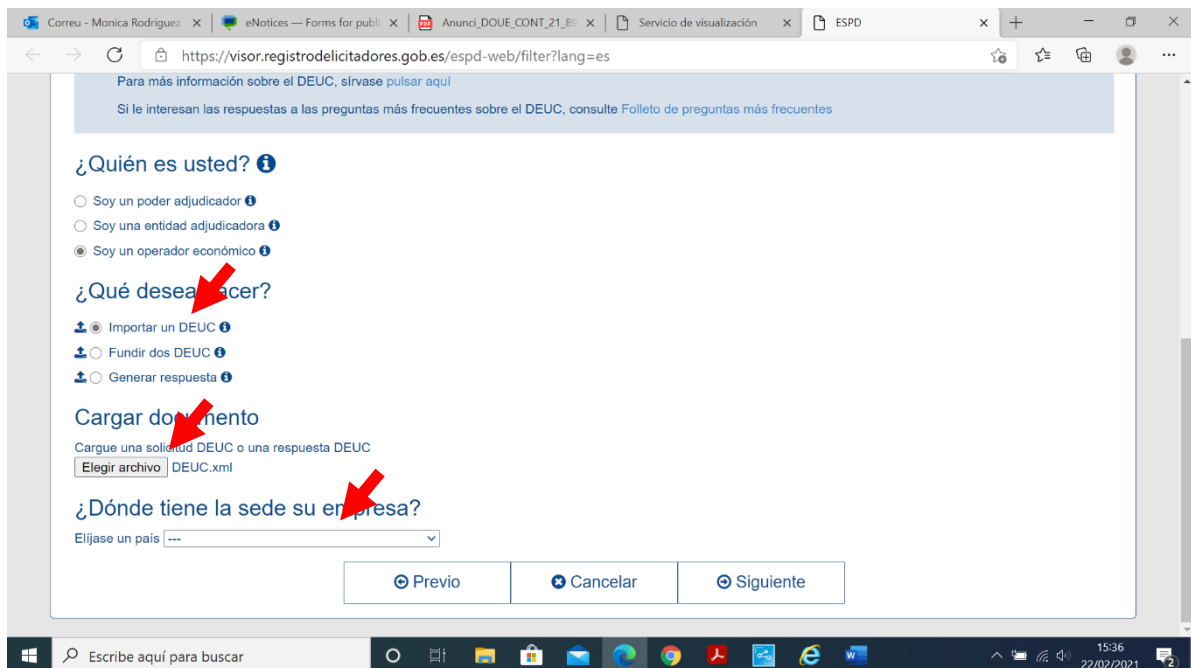 Correu - Monica Rodriguez
eNotices — Forms for publi
Anunci_DOUE_CONT_21_89
Servicio de visualización
ESPD
https://visor.registrodelicitadores.gob.es/espd-web/filter?lang=es
Para más información sobre el DEUC, sírvase pulsar aquí
Si le interesan las respuestas a las preguntas más frecuentes sobre el DEUC, consulte Folleto de preguntas más frecuentes
¿Quién es usted?
Soy un poder adjudicador
Soy una entidad adjudicadora
Soy un operador económico
¿Qué desea hacer?
Importar un DEUC
Fundir dos DEUC
Generar respuesta
Cargar documento
Cargue una solicitud DEUC o una respuesta DEUC
Elegir archivo DEUC.xml
¿Dónde tiene la sede su empresa?
Elíjase un país ---
Previo
Cancelar
Siguiente
Escribe aquí para buscar
15:36
22/02/2021
2